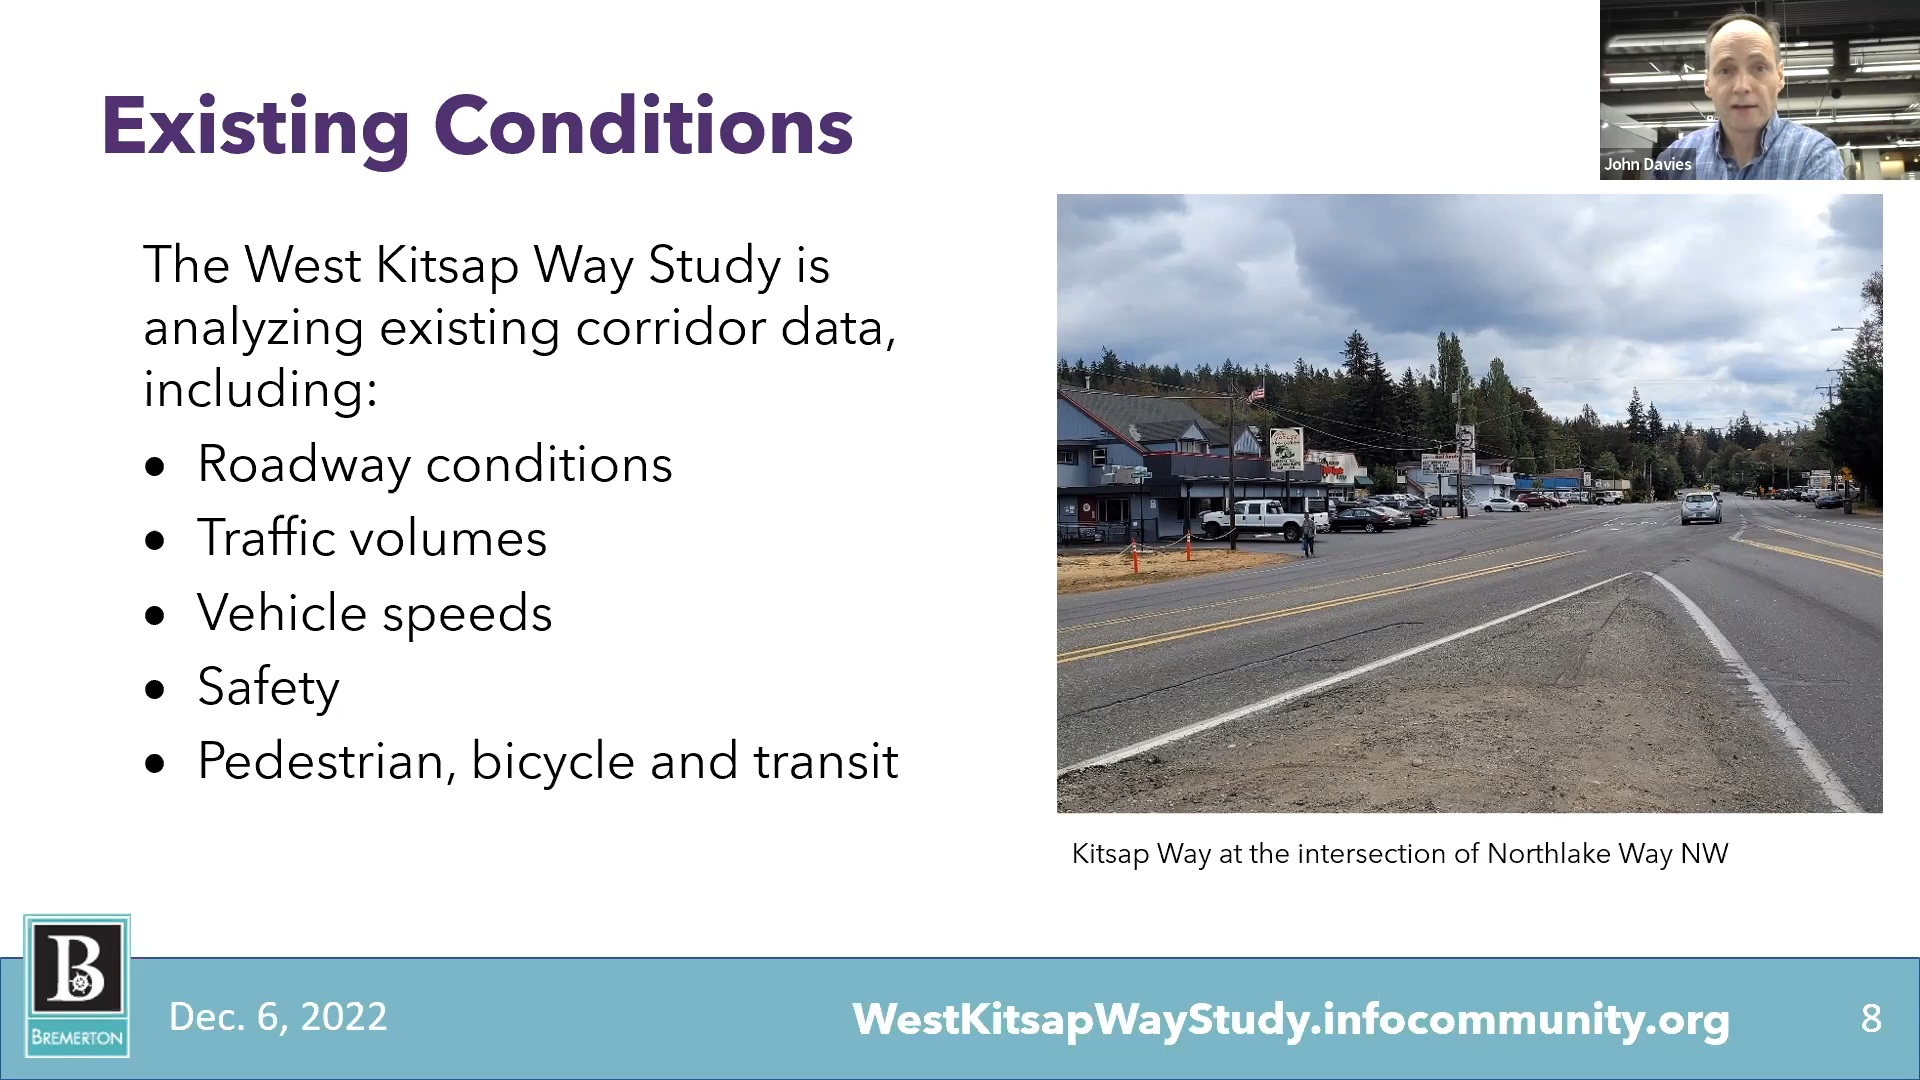 Existing Conditions
John Davies
The West Kitsap Way Study is
analyzing existing corridor data,
including:
• Roadway conditions
• Traffic volumes
• Vehicle speeds
• Safety
• Pedestrian, bicycle and transit
Kitsap Way at the intersection of Northlake Way NW
B
BREMERTON
Dec. 6, 2022
WestKitsapWayStudy.infocommunity.org
8